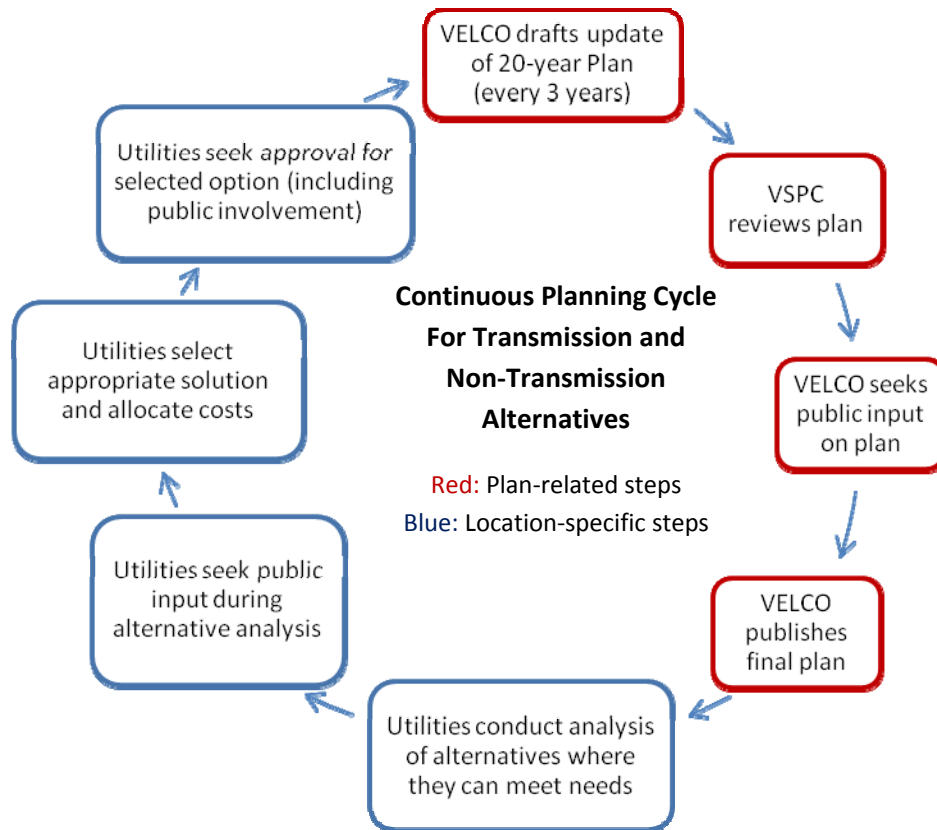 VELCO drafts update
of 20-year Plan
(every 3 years)
VSPC
reviews plan
VELCO seeks
public input
on plan
VELCO
publishes
final plan
Utilities conduct analysis
of alternatives where
they can meet needs
Utilities seek public
input during
alternative analysis
Utilities select
appropriate solution
and allocate costs
Utilities seek approval for
selected option (including
public involvement)
Continuous Planning Cycle
For Transmission and
Non-Transmission
Alternatives
Red: Plan-related steps
Blue: Location-specific steps